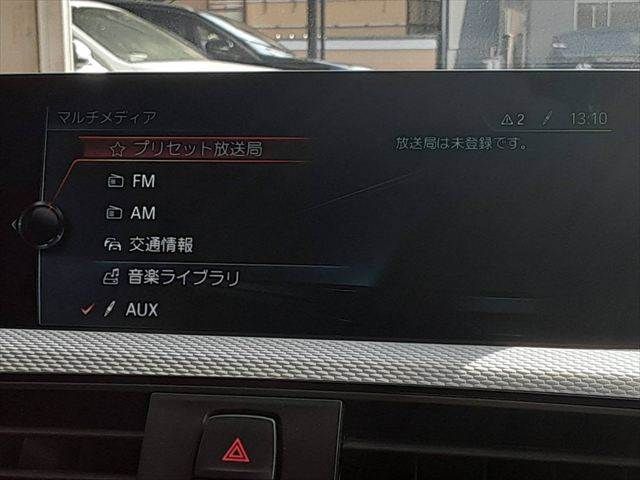 マルチメディア
2 13:10
プリセット放送局
放送局は未登録です。
FM
AM
交通情報
音楽ライブラリ
AUX